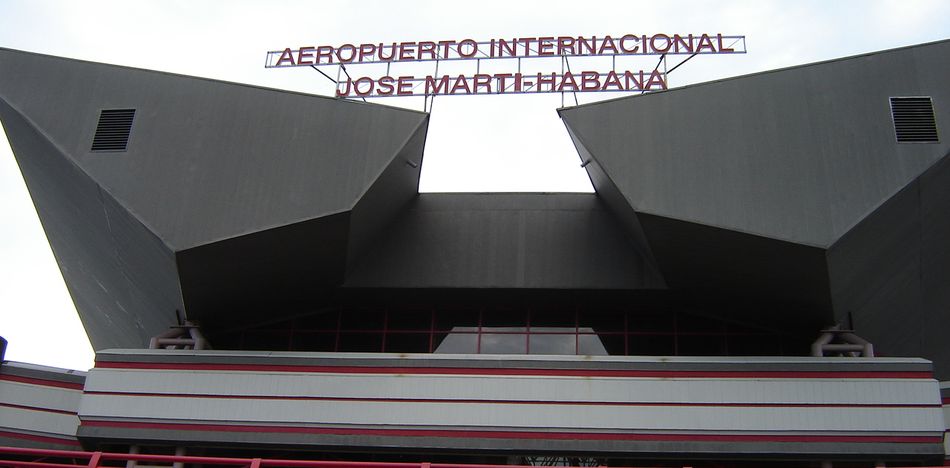 AEROPUERTO INTERNACIONAL
JOSE MARTI-HABANA